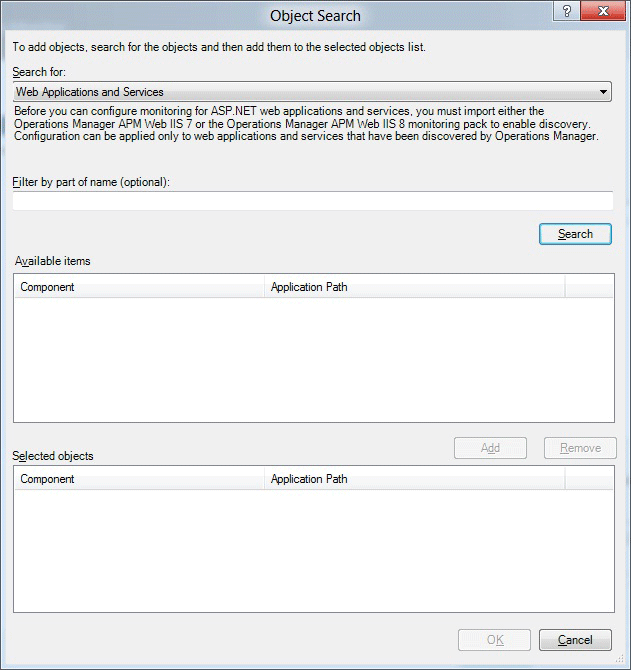 Object Search
?
To add objects, search for the objects and then add them to the selected objects list.
Search for:
Web Applications and Services
Before you can configure monitoring for ASP.NET web applications and services, you must import either the
Operations Manager APM Web IIS 7 or the Operations Manager APM Web IIS 8 monitoring pack to enable discovery.
Configuration can be applied only to web applications and services that have been discovered by Operations Manager.
Filter by part of name (optional):
Search
Available items
Component Application Path
Add Remove
Selected objects
Component Application Path
OK Cancel